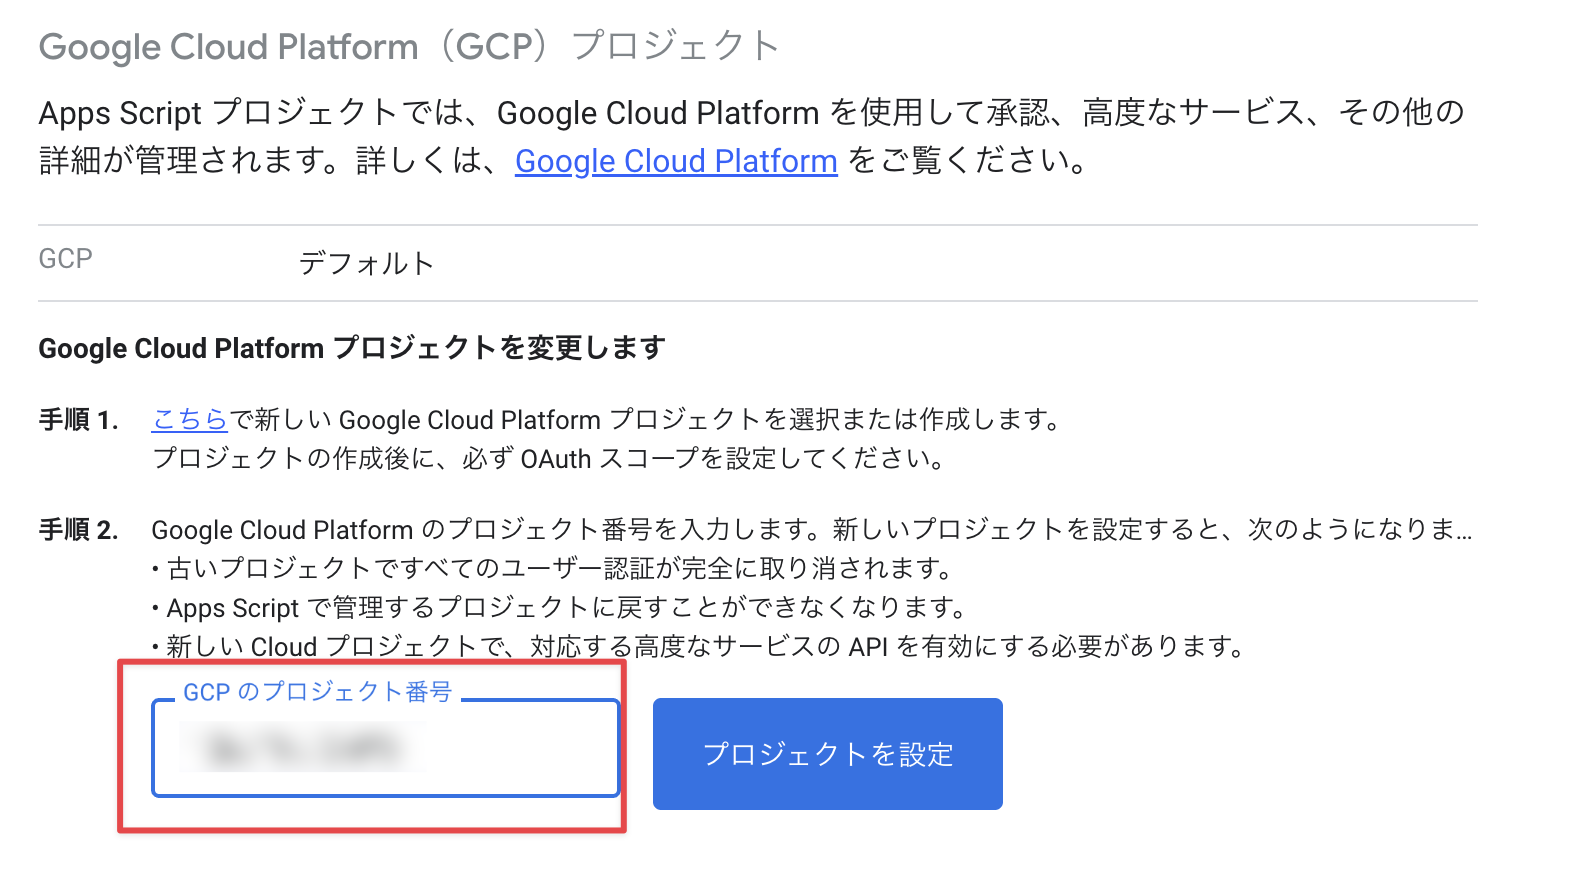 Google Cloud Platform（GCP）プロジェクト
Apps Script プロジェクトでは、Google Cloud Platform を使用して承認、高度なサービス、その他の
詳細が管理されます。詳しくは、Google Cloud Platform をご覧ください。
GCP デフォルト
Google Cloud Platform プロジェクトを変更します
手順 1. こちらで新しい Google Cloud Platform プロジェクトを選択または作成します。
プロジェクトの作成後に、必ず OAuth スコープを設定してください。
手順 2. Google Cloud Platform のプロジェクト番号を入力します。新しいプロジェクトを設定すると、次のようになりま...
• 古いプロジェクトですべてのユーザー認証が完全に取り消されます。
• Apps Script で管理するプロジェクトに戻すことができなくなります。
• 新しい Cloud プロジェクトで、対応する高度なサービスの API を有効にする必要があります。
GCP のプロジェクト番号
プロジェクトを設定